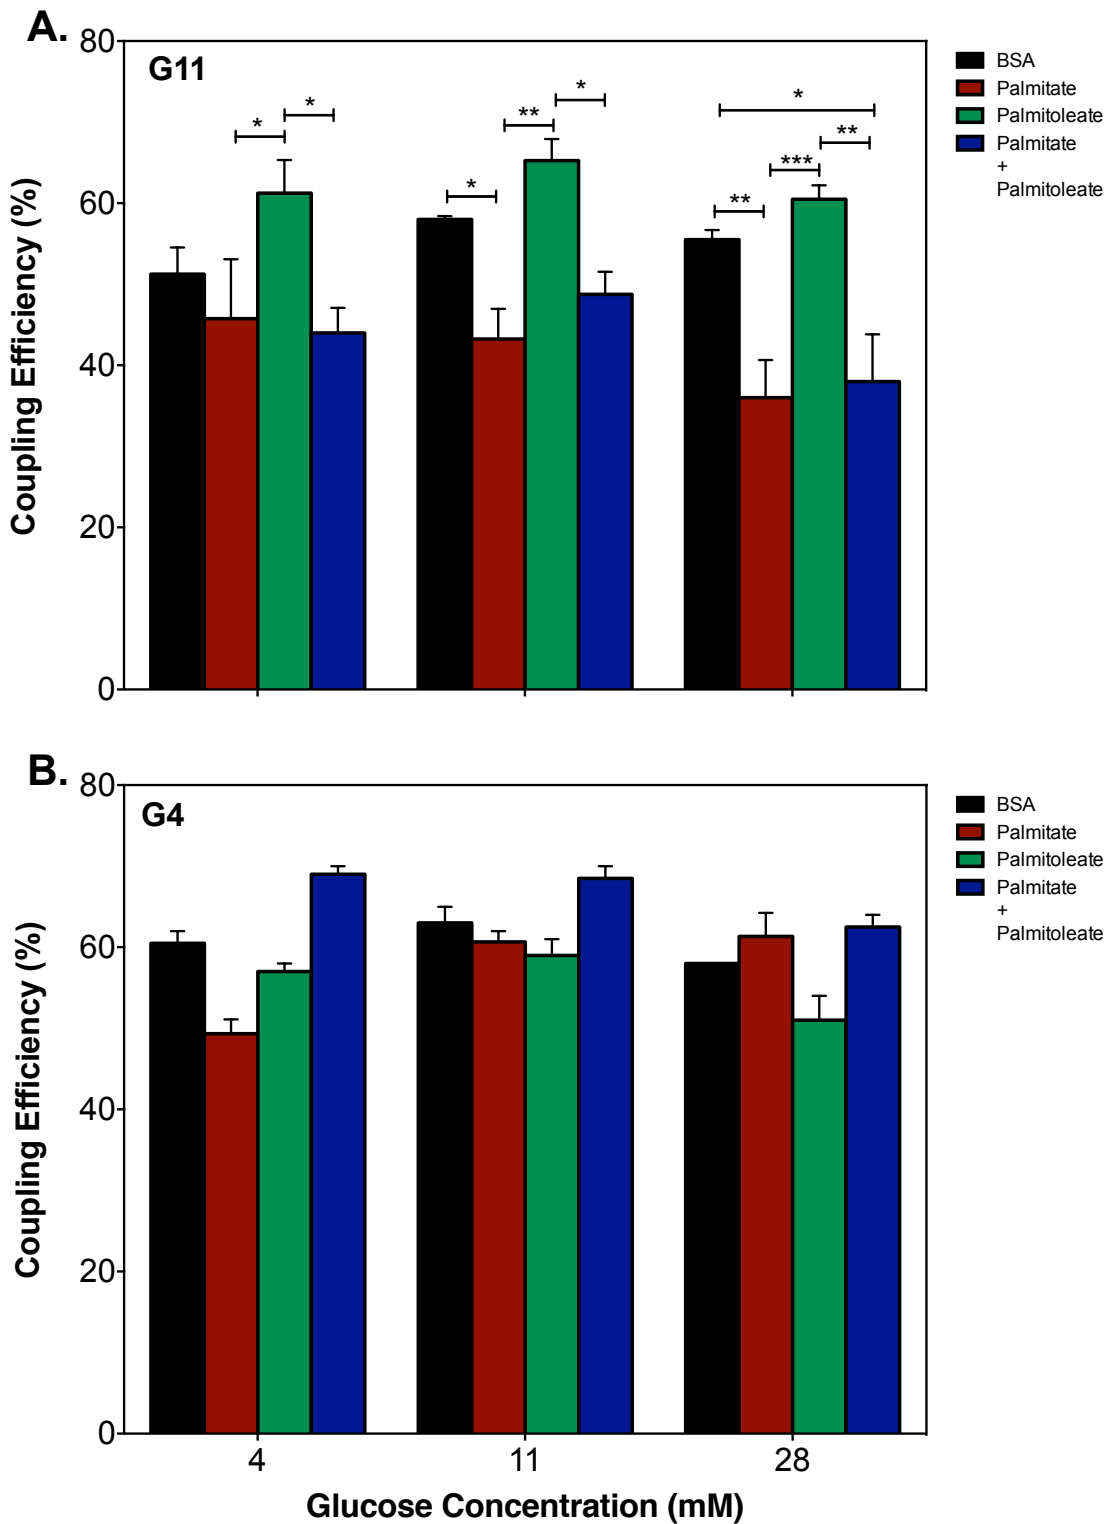 A.
G11
80
60
40
20
0
Coupling Efficiency (%)
* * * ** * ** *** ** *
BSA
Palmitate
Palmitoleate
Palmitate
+
Palmitoleate
B.
G4
80
60
40
20
0
Coupling Efficiency (%)
BSA
Palmitate
Palmitoleate
Palmitate
+
Palmitoleate
4 11 28
Glucose Concentration (mM)